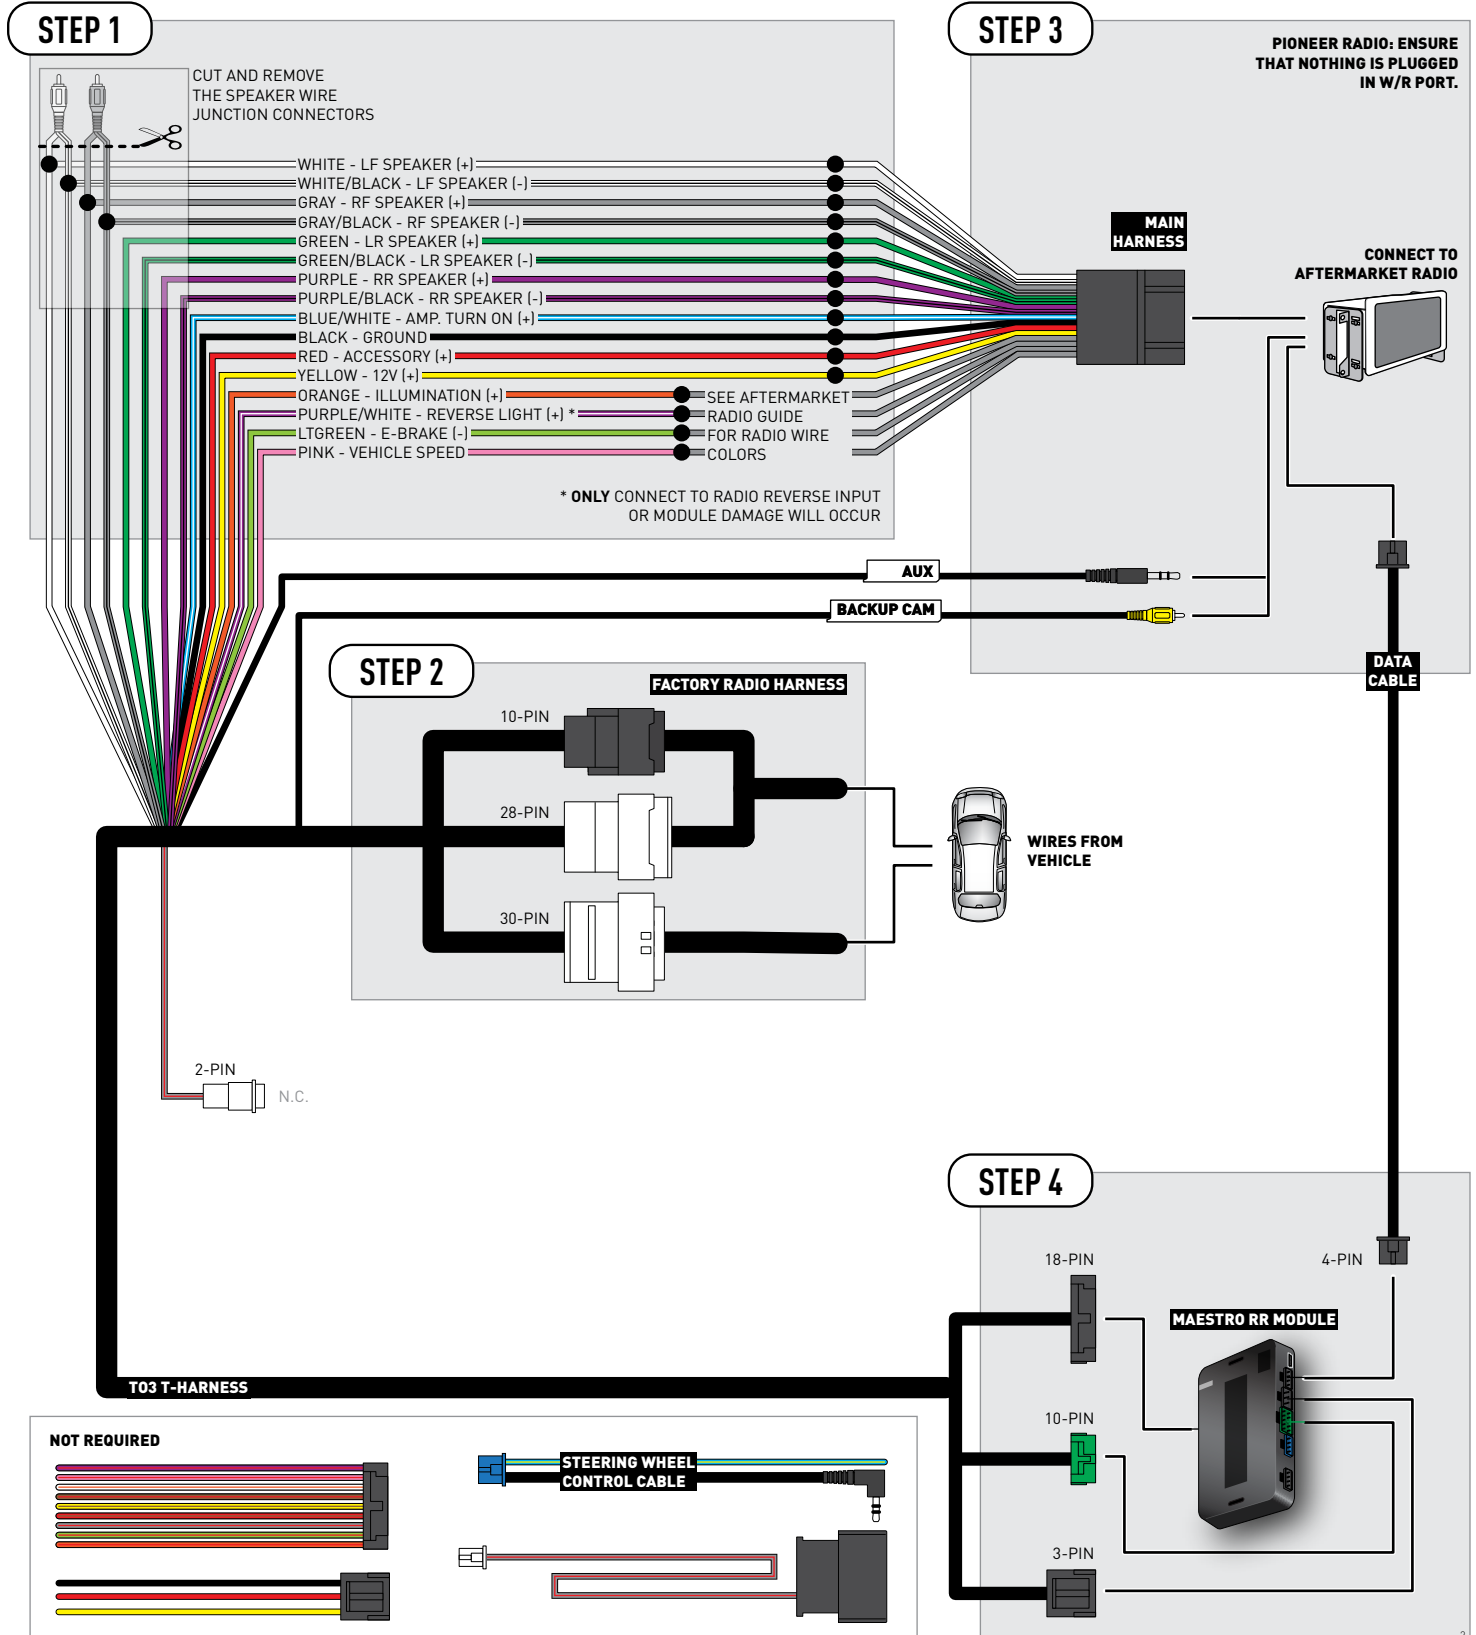 STEP 1
CUT AND REMOVE
THE SPEAKER WIRE
JUNCTION CONNECTORS
WHITE - LF SPEAKER (+)
WHITE/BLACK - LF SPEAKER (-)
GRAY - RF SPEAKER (+)
GRAY/BLACK - RF SPEAKER (-)
GREEN - LR SPEAKER (+)
GREEN/BLACK - LR SPEAKER (-)
PURPLE - RR SPEAKER (+)
PURPLE/BLACK - RR SPEAKER (-)
BLUE/WHITE - AMP. TURN ON (+)
BLACK - GROUND
RED - ACCESSORY (+)
YELLOW - 12V (+)
ORANGE - ILLUMINATION (+)
PURPLE/WHITE - REVERSE LIGHT (+) *
LTGREEN - E-BRAKE (-)
PINK - VEHICLE SPEED
SEE AFTERMARKET
RADIO GUIDE
FOR RADIO WIRE
COLORS
* ONLY CONNECT TO RADIO REVERSE INPUT
OR MODULE DAMAGE WILL OCCUR
STEP 3
PIONEER RADIO: ENSURE
THAT NOTHING IS PLUGGED
IN W/R PORT.
MAIN
HARNESS
CONNECT TO
AFTERMARKET RADIO
AUX
BACKUP CAM
DATA
CABLE
STEP 2
FACTORY RADIO HARNESS
10-PIN
28-PIN
30-PIN
WIRES FROM
VEHICLE
2-PIN
N.C.
STEP 4
18-PIN
4-PIN
MAESTRO RR MODULE
10-PIN
3-PIN
TO3 T-HARNESS
NOT REQUIRED
STEERING WHEEL
CONTROL CABLE